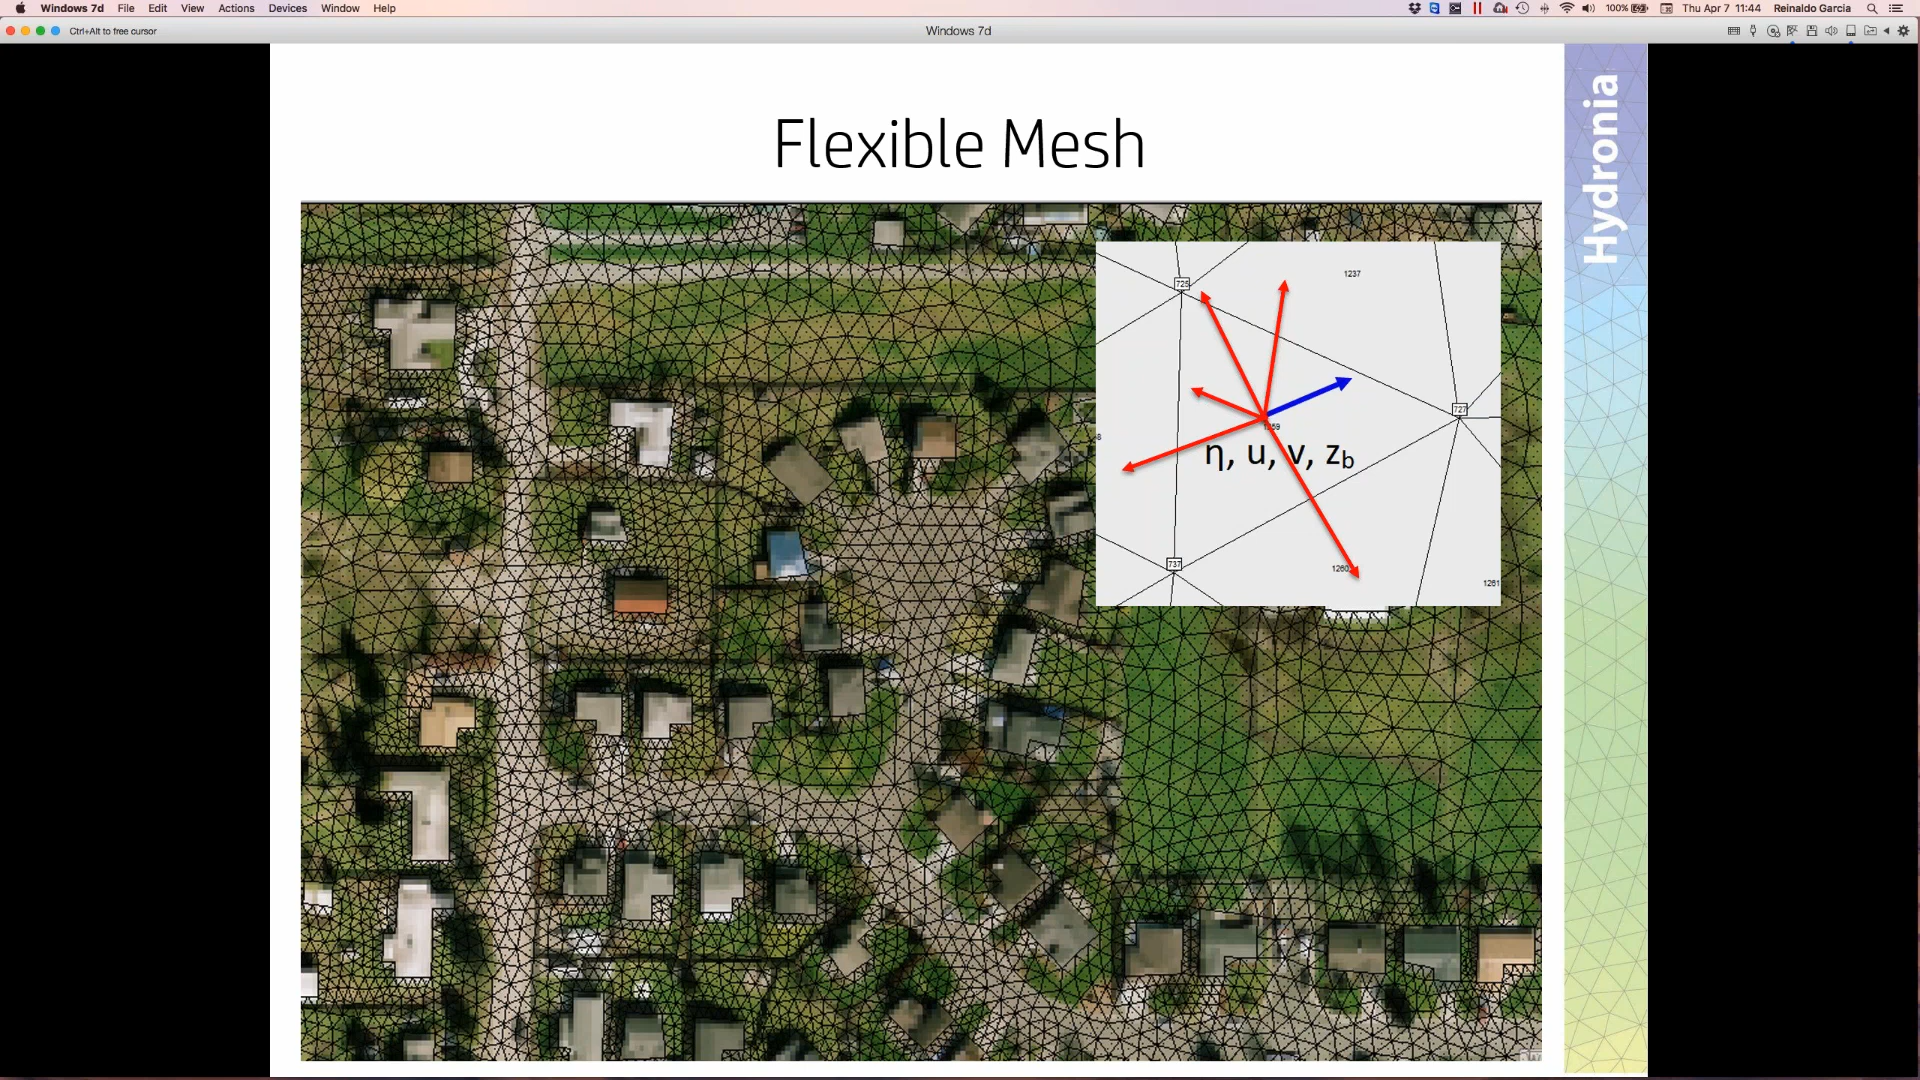 Windows 7d File Edit View Actions Devices Window Help 100% Thu Apr 7 11:44 Reinaldo Garcia
Ctrl+Alt to free cursor Windows 7d
Hydronia
Flexible Mesh
1237
725
727
η, u, v, zb
737
1260
1261